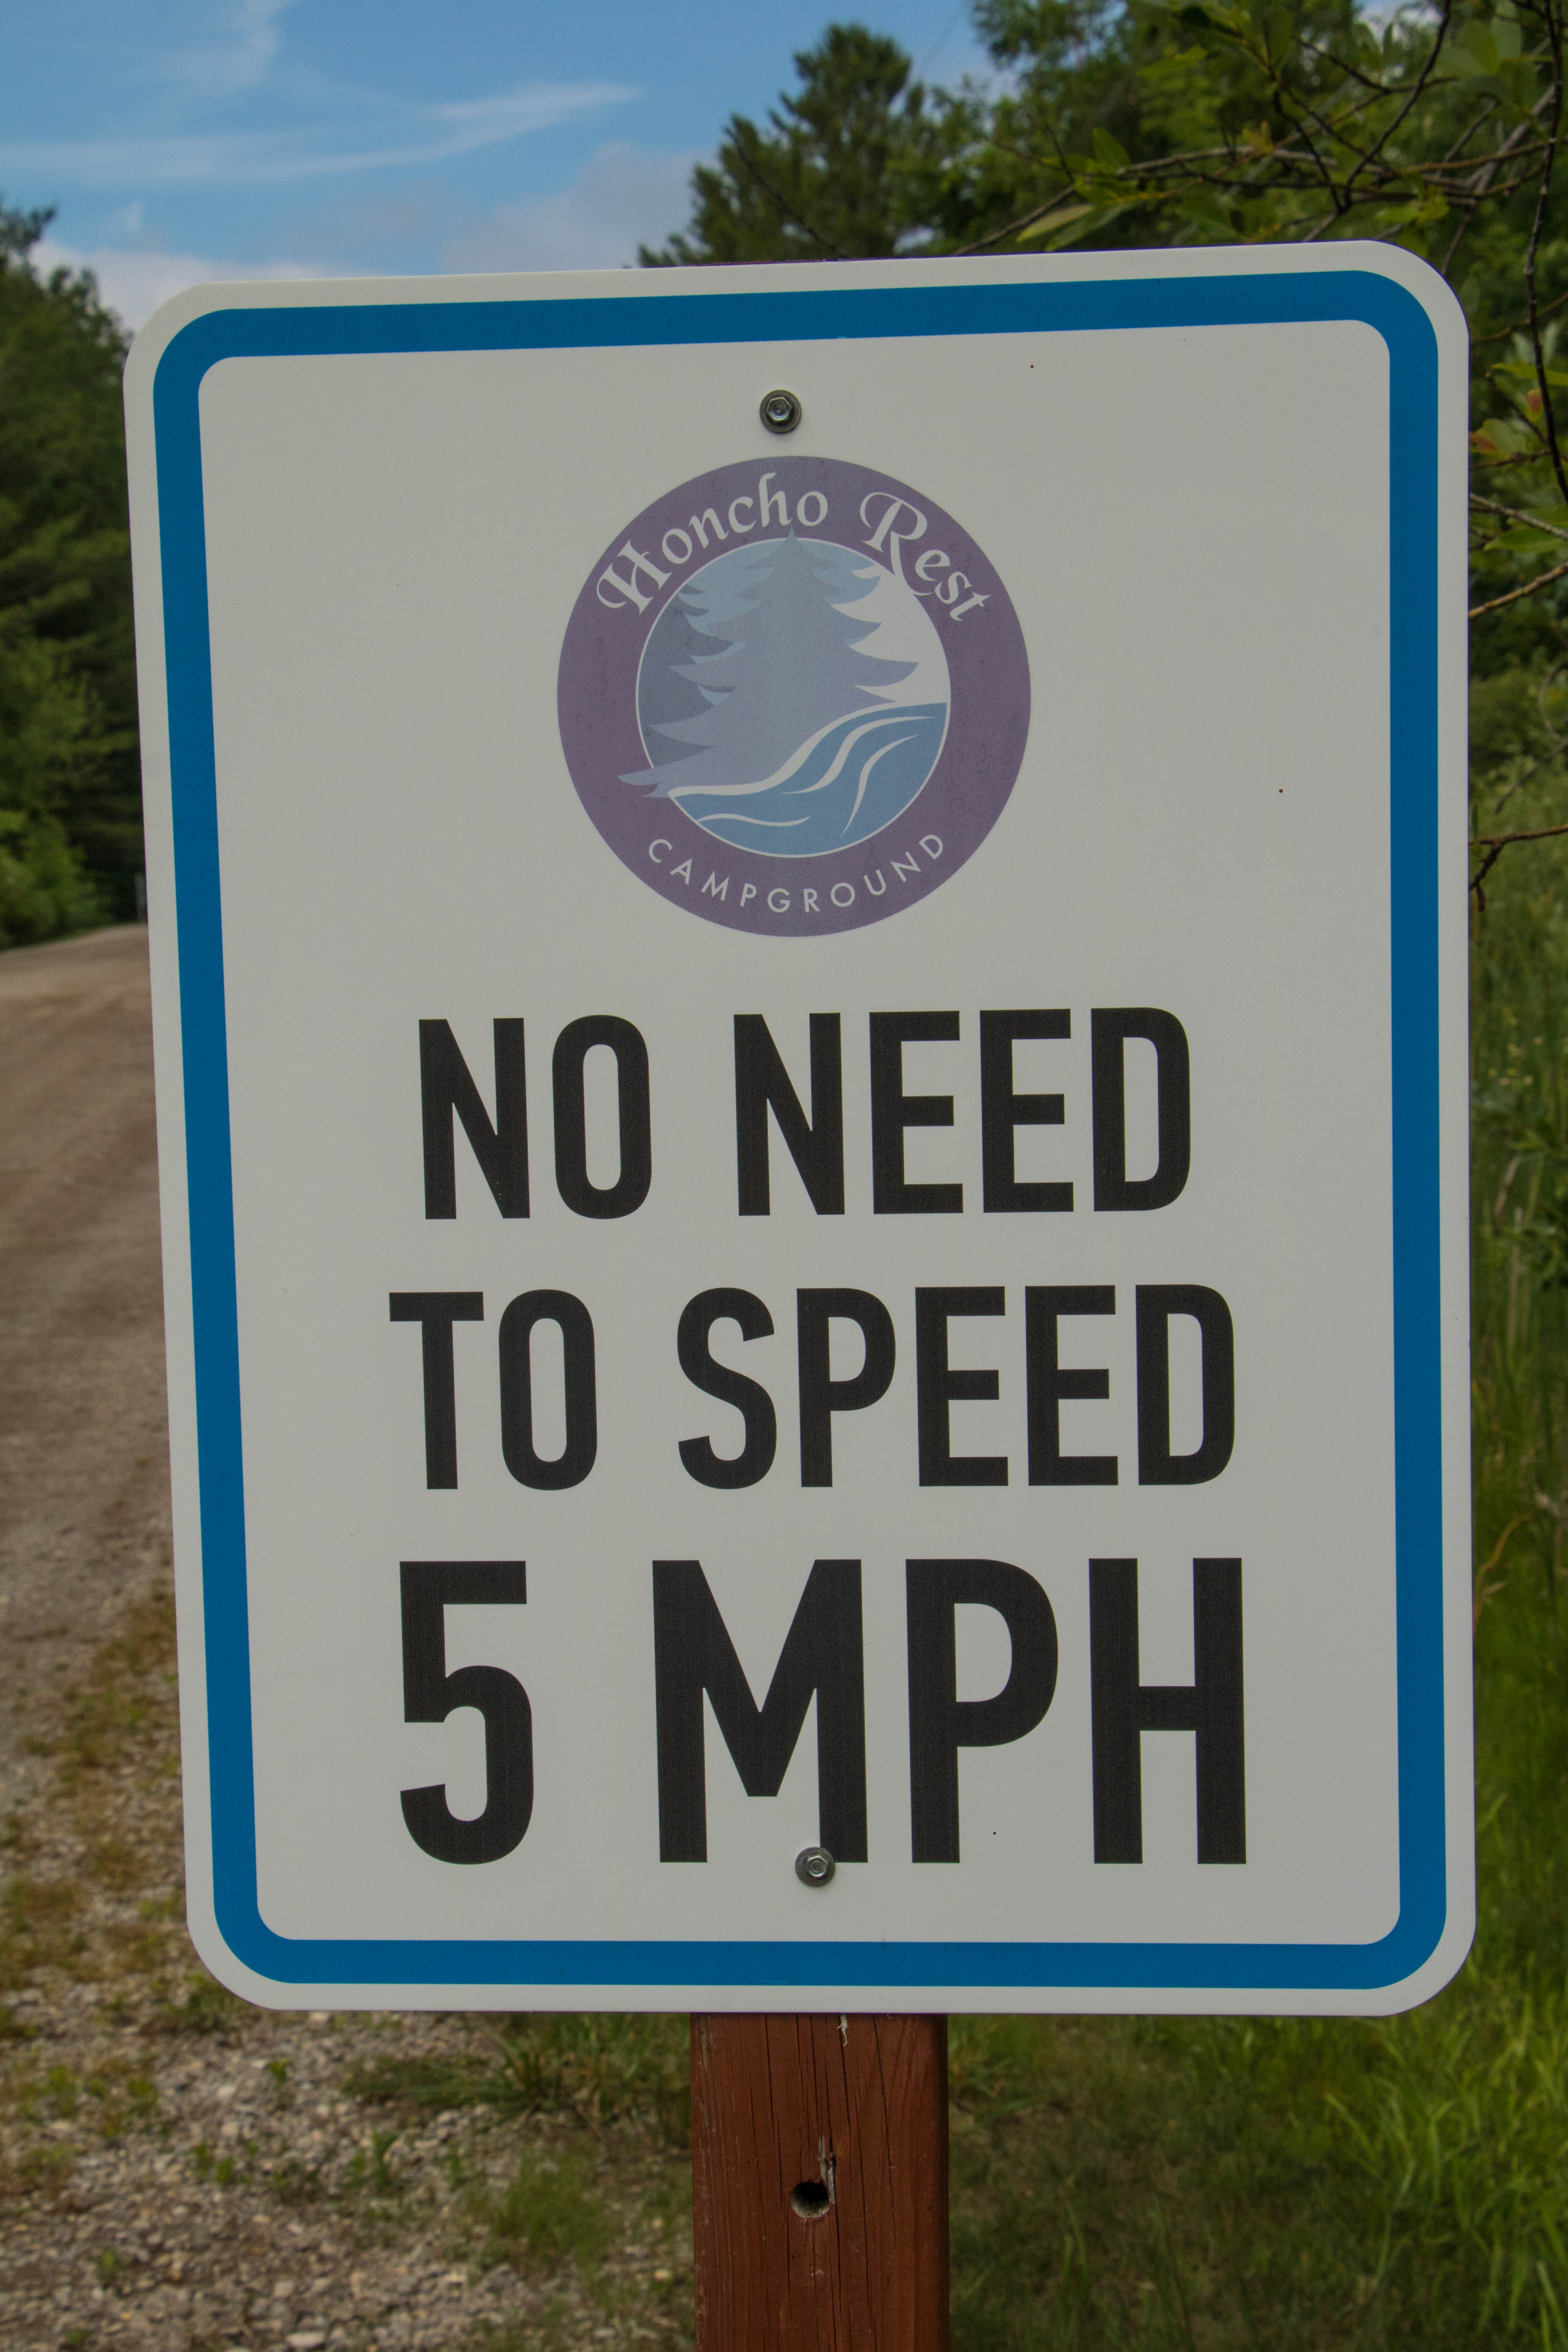 Honcho Rest
CAMPGROUND
NO NEED
TO SPEED
5 MPH